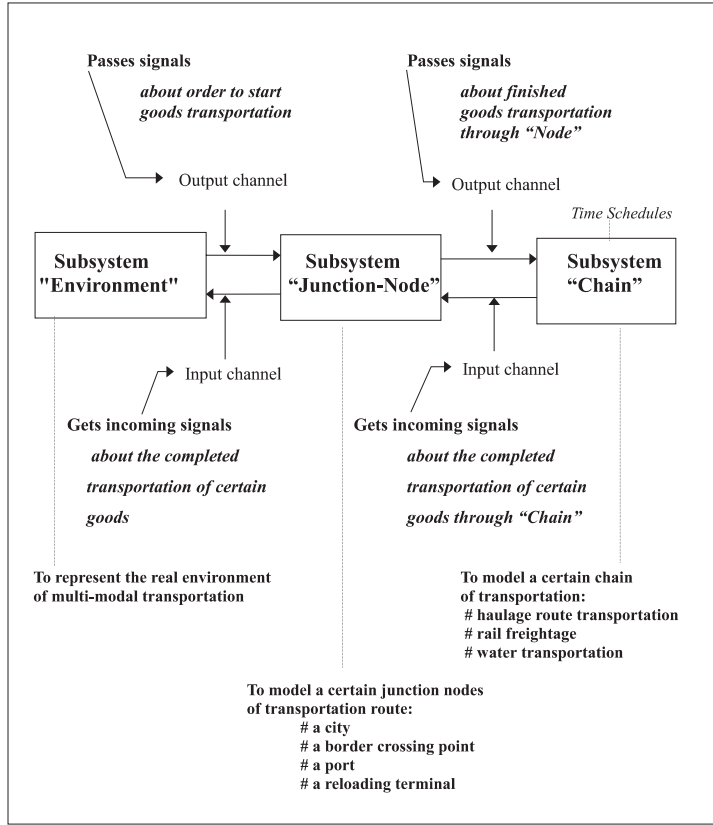 Passes signals
about order to start
goods transportation
Output channel
Passes signals
about finished
goods transportation
through “Node”
Output channel
Time Schedules
Subsystem
"Environment"
Subsystem
“Junction-Node”
Subsystem
“Chain”
Input channel
Gets incoming signals
about the completed
transportation of certain
goods
Input channel
Gets incoming signals
about the completed
transportation of certain
goods through “Chain”
To represent the real environment
of multi-modal transportation
To model a certain chain
of transportation:
# haulage route transportation
# rail freightage
# water transportation
To model a certain junction nodes
of transportation route:
# a city
# a border crossing point
# a port
# a reloading terminal